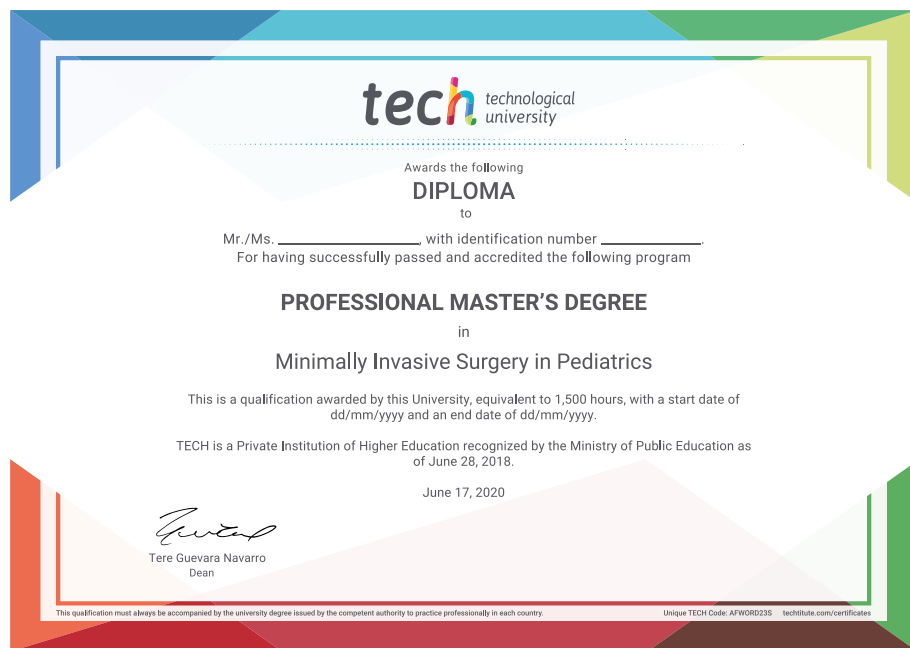 tech technological
university
Awards the following
DIPLOMA
to
Mr./Ms. ____________________, with identification number ______________.
For having successfully passed and accredited the following program
PROFESSIONAL MASTER'S DEGREE
in
Minimally Invasive Surgery in Pediatrics
This is a qualification awarded by this University, equivalent to 1,500 hours, with a start date of
dd/mm/yyyy and an end date of dd/mm/yyyy.
TECH is a Private Institution of Higher Education recognized by the Ministry of Public Education as
of June 28, 2018.
June 17, 2020
Tere Guevara Navarro
Dean
This qualification must always be accompanied by the university degree issued by the competent authority to practice professionally in each country. Unique TECH Code: AFWORD23S techtitute.com/certificates